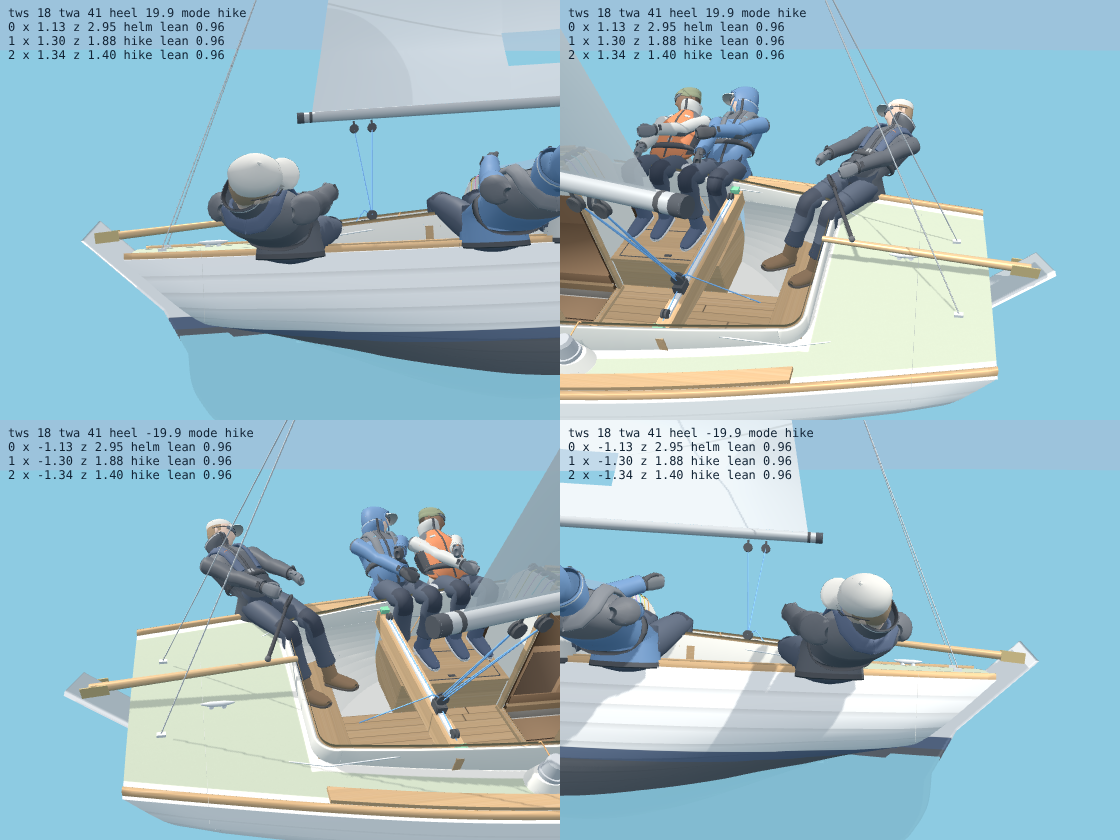 tws 18 twa 41 heel 19.9 mode hike
0 x 1.13 z 2.95 helm lean 0.96
1 x 1.30 z 1.88 hike lean 0.96
2 x 1.34 z 1.40 hike lean 0.96
tws 18 twa 41 heel 19.9 mode hike
0 x 1.13 z 2.95 helm lean 0.96
1 x 1.30 z 1.88 hike lean 0.96
2 x 1.34 z 1.40 hike lean 0.96
tws 18 twa 41 heel -19.9 mode hike
0 x -1.13 z 2.95 helm lean 0.96
1 x -1.30 z 1.88 hike lean 0.96
2 x -1.34 z 1.40 hike lean 0.96
tws 18 twa 41 heel -19.9 mode hike
0 x -1.13 z 2.95 helm lean 0.96
1 x -1.30 z 1.88 hike lean 0.96
2 x -1.34 z 1.40 hike lean 0.96